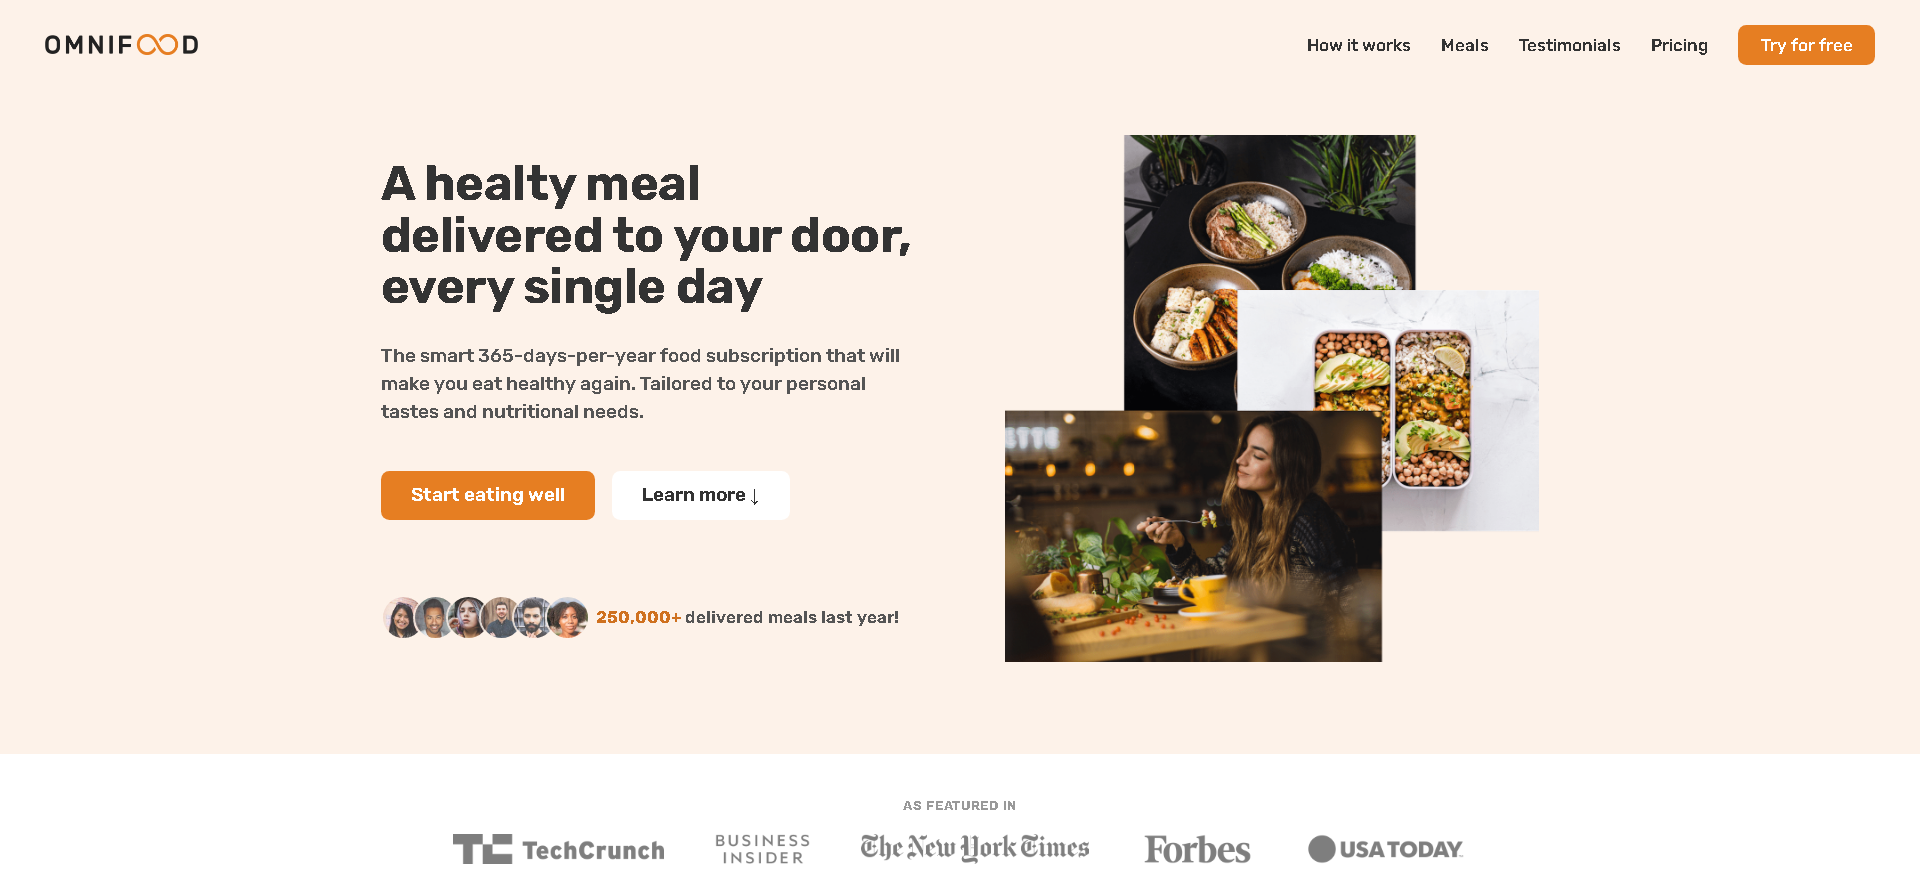 OMNIFOOD
How it works
Meals
Testimonials
Pricing
Try for free
A healty meal
delivered to your door,
every single day
The smart 365-days-per-year food subscription that will
make you eat healthy again. Tailored to your personal
tastes and nutritional needs.
Start eating well
Learn more ↓
250,000+ delivered meals last year!
AS FEATURED IN
TC TechCrunch
BUSINESS
INSIDER
The New York Times
Forbes
USA TODAY